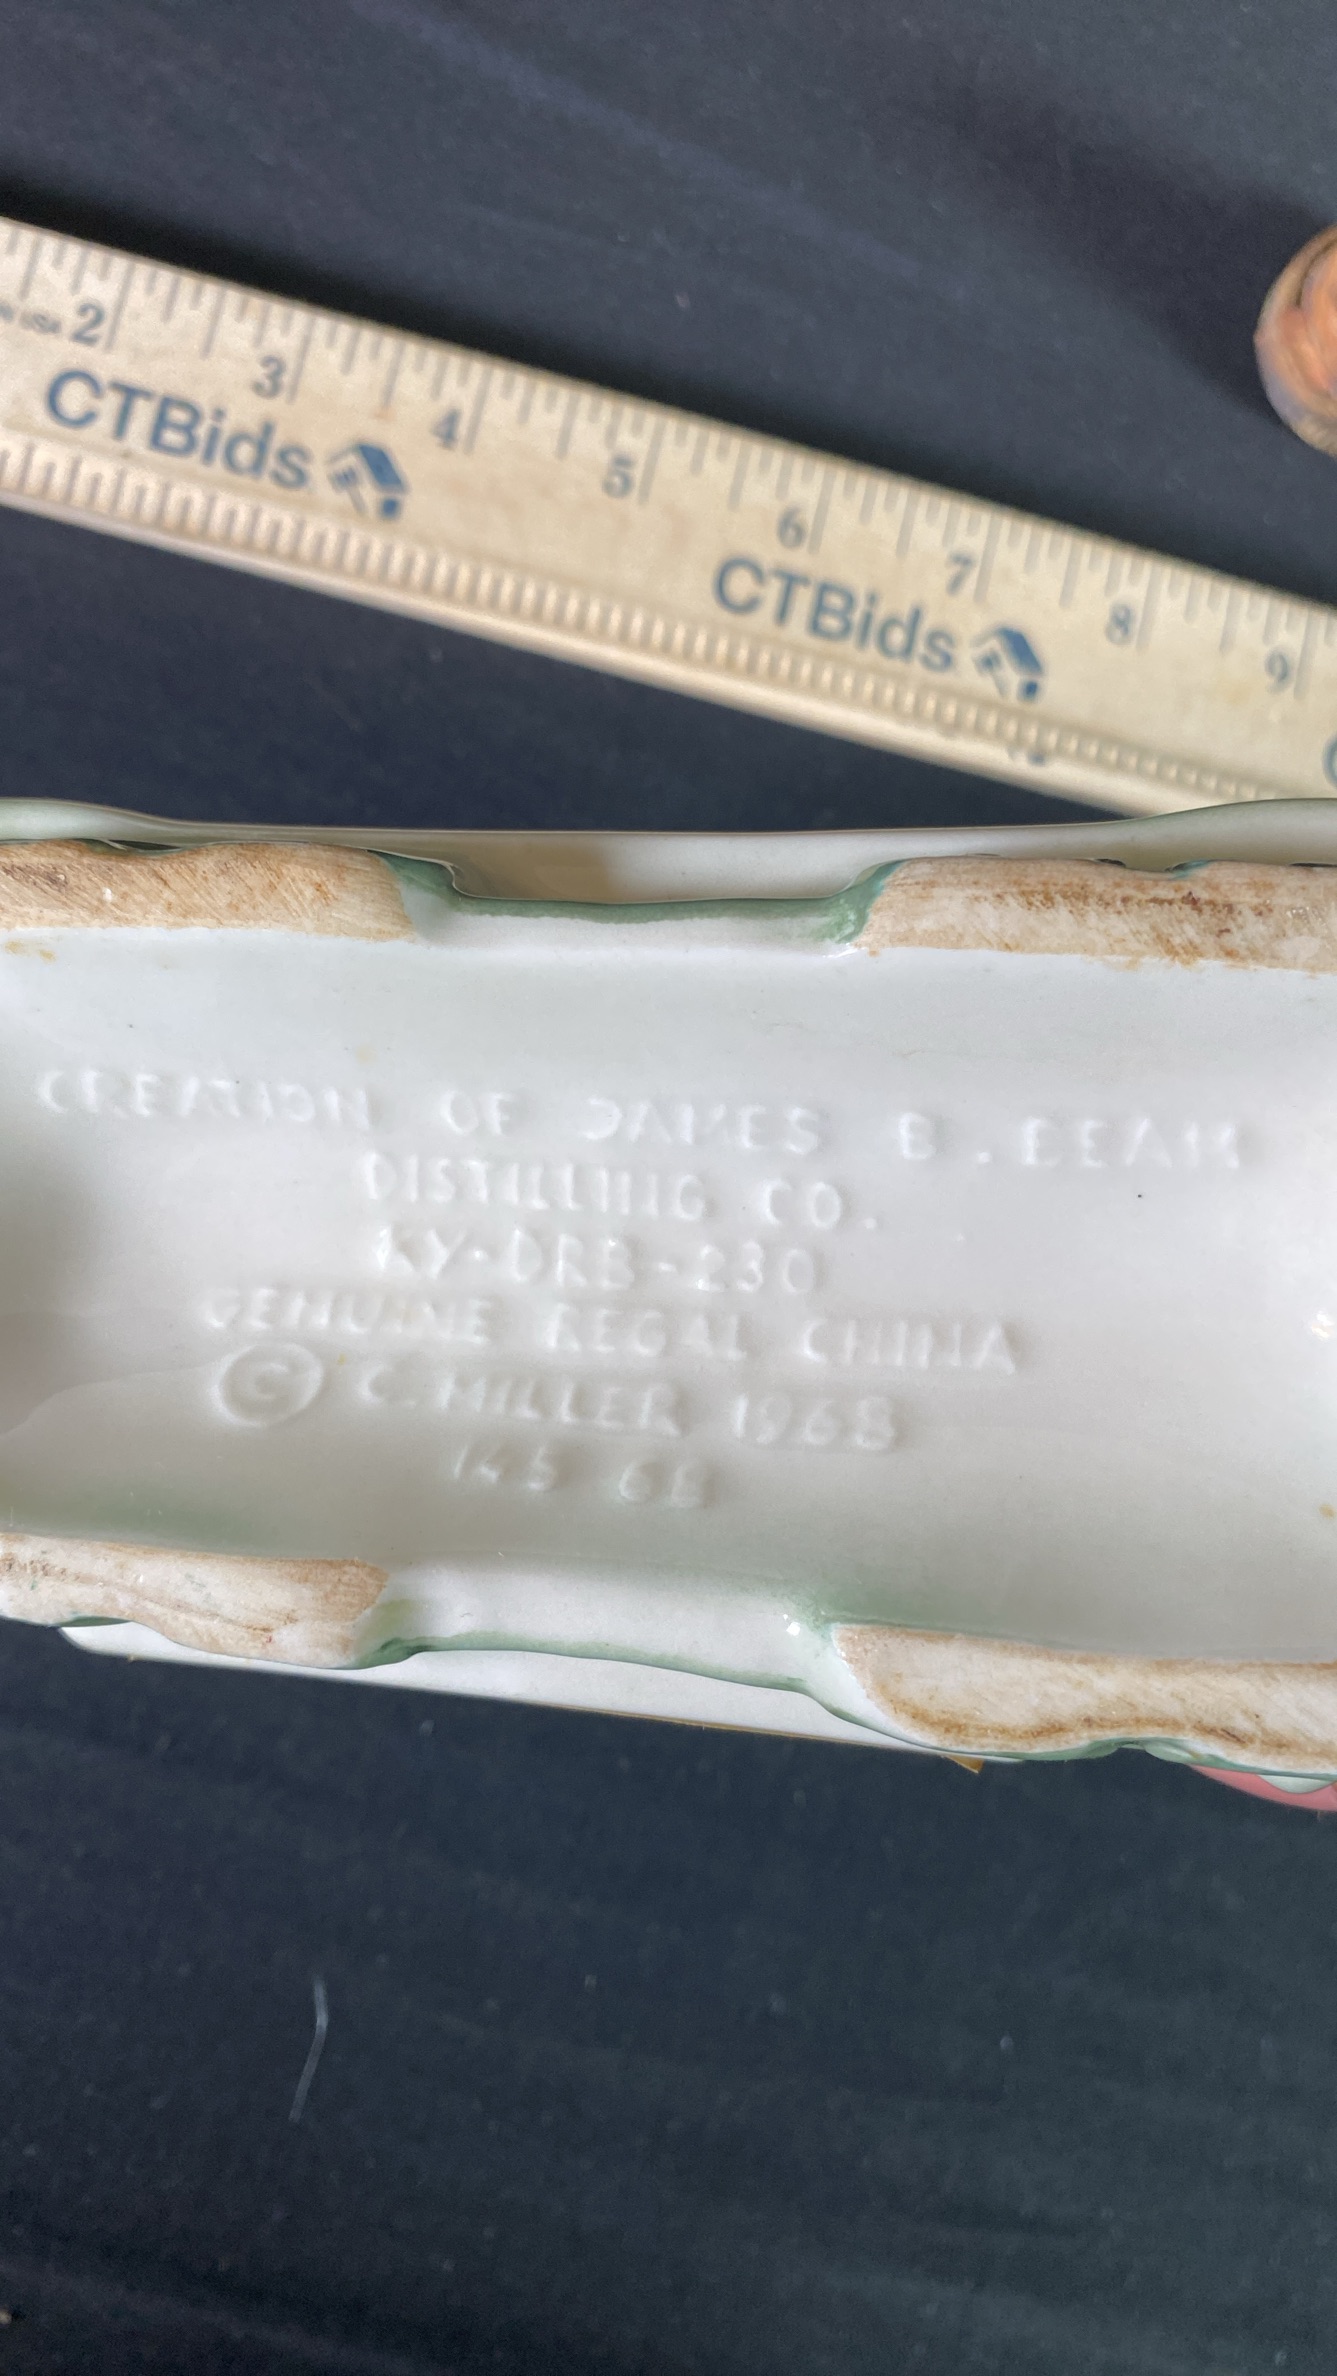 2 3 4 5 6 7 8 9
CTBids CTBids
CREATION OF JAMES B. BEAM
DISTILLING CO.
KY-DRB-230
GENUINE REGAL CHINA
© C. MILLER 1968
145 6E